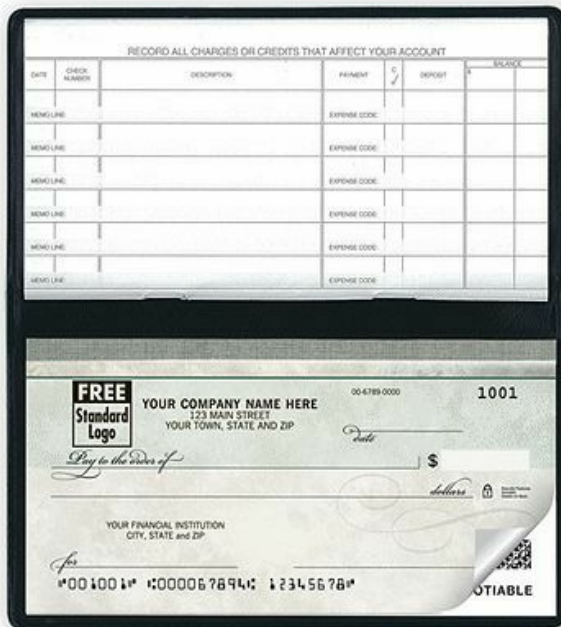 RECORD ALL CHARGES OR CREDITS THAT AFFECT YOUR ACCOUNT
DATE CHECK NUMBER DESCRIPTION PAYMENT C ✓ DEPOSIT BALANCE
$
MEMO LINE: EXPENSE CODE:
MEMO LINE: EXPENSE CODE:
MEMO LINE: EXPENSE CODE:
MEMO LINE: EXPENSE CODE:
MEMO LINE: EXPENSE CODE:
MEMO LINE: EXPENSE CODE:
FREE
Standard
Logo
YOUR COMPANY NAME HERE
123 MAIN STREET
YOUR TOWN, STATE AND ZIP
00-6789-0000
1001
date
Pay to the order of
$
dollars
YOUR FINANCIAL INSTITUTION
CITY, STATE and ZIP
for
⑈001001⑈ ⑆000067894⑆ 12345678⑈
OTIABLE